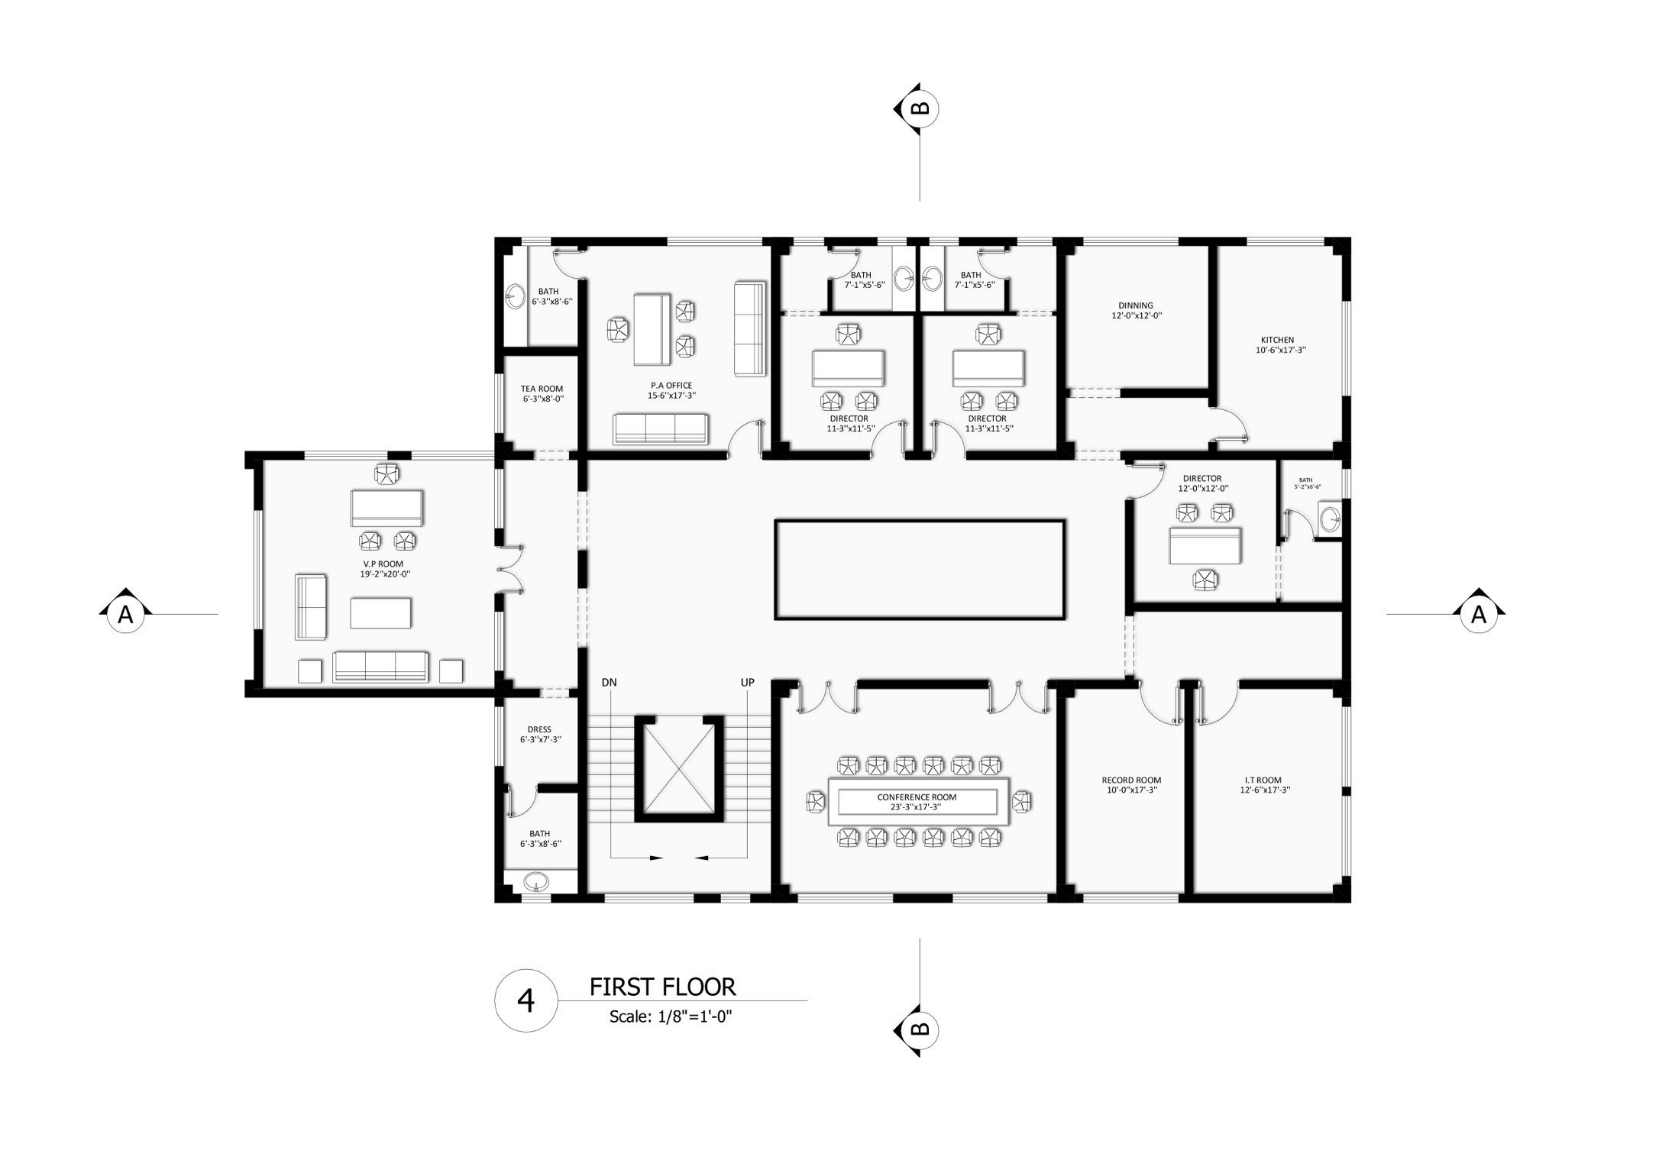 B
BATH
6'-3"x8'-6"
BATH
7'-1"x5'-6"
BATH
7'-1"x5'-6"
DINNING
12'-0"x12'-0"
KITCHEN
10'-6"x17'-3"
TEA ROOM
6'-3"x8'-0"
P.A OFFICE
15-6"x17'-3"
DIRECTOR
11-3"x11'-5"
DIRECTOR
11-3"x11'-5"
DIRECTOR
12'-0"x12'-0"
BATH
5'-2"x6'-6"
V.P ROOM
19'-2"x20'-0"
A
A
DN
UP
DRESS
6'-3"x7'-3"
BATH
6'-3"x8'-6"
CONFERENCE ROOM
23'-3"x17'-3"
RECORD ROOM
10'-0"x17'-3"
I.T ROOM
12'-6"x17'-3"
4
FIRST FLOOR
Scale: 1/8"=1'-0"
B